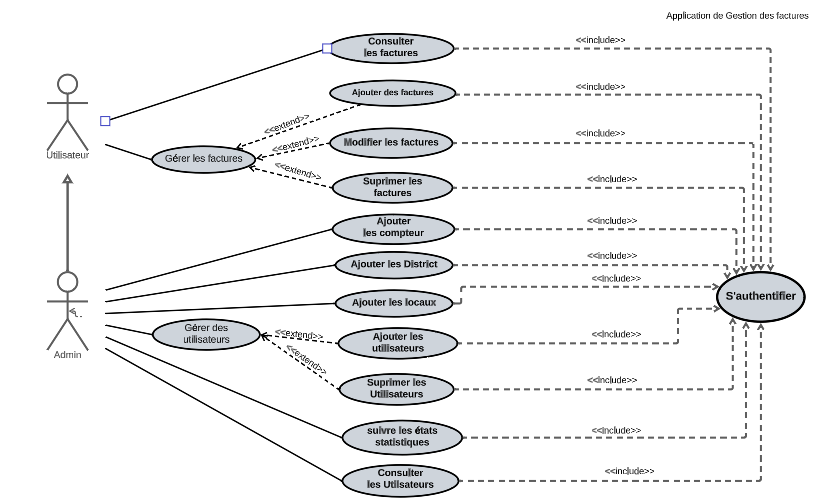 Application de Gestion des factures
Consulter
les factures
<<include>>
Ajouter des factures
<<include>>
<<extend>>
Modifier les factures
<<include>>
<<extend>>
Utilisateur
Gérer les factures
<<extend>>
Suprimer les
factures
<<include>>
Ajouter
les compteur
<<include>>
Ajouter les District
<<include>>
Ajouter les locaux
<<include>>
S'authentifier
Admin
Gérer des
utilisateurs
<<extend>>
Ajouter les
utilisateurs
<<include>>
<<extend>>
Suprimer les
Utilisateurs
<<include>>
suivre les états
statistiques
<<include>>
Consulter
les Utilisateurs
<<include>>